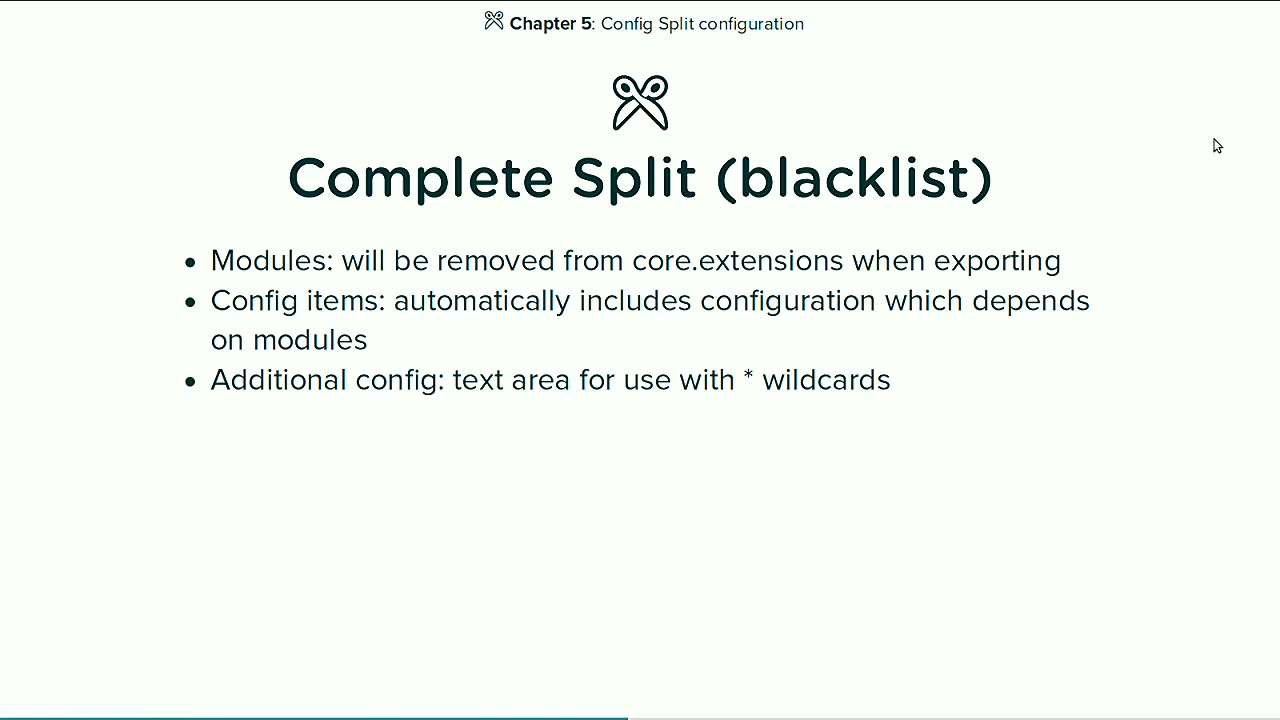 Chapter 5: Config Split configuration
Complete Split (blacklist)
• Modules: will be removed from core.extensions when exporting
• Config items: automatically includes configuration which depends
on modules
• Additional config: text area for use with * wildcards